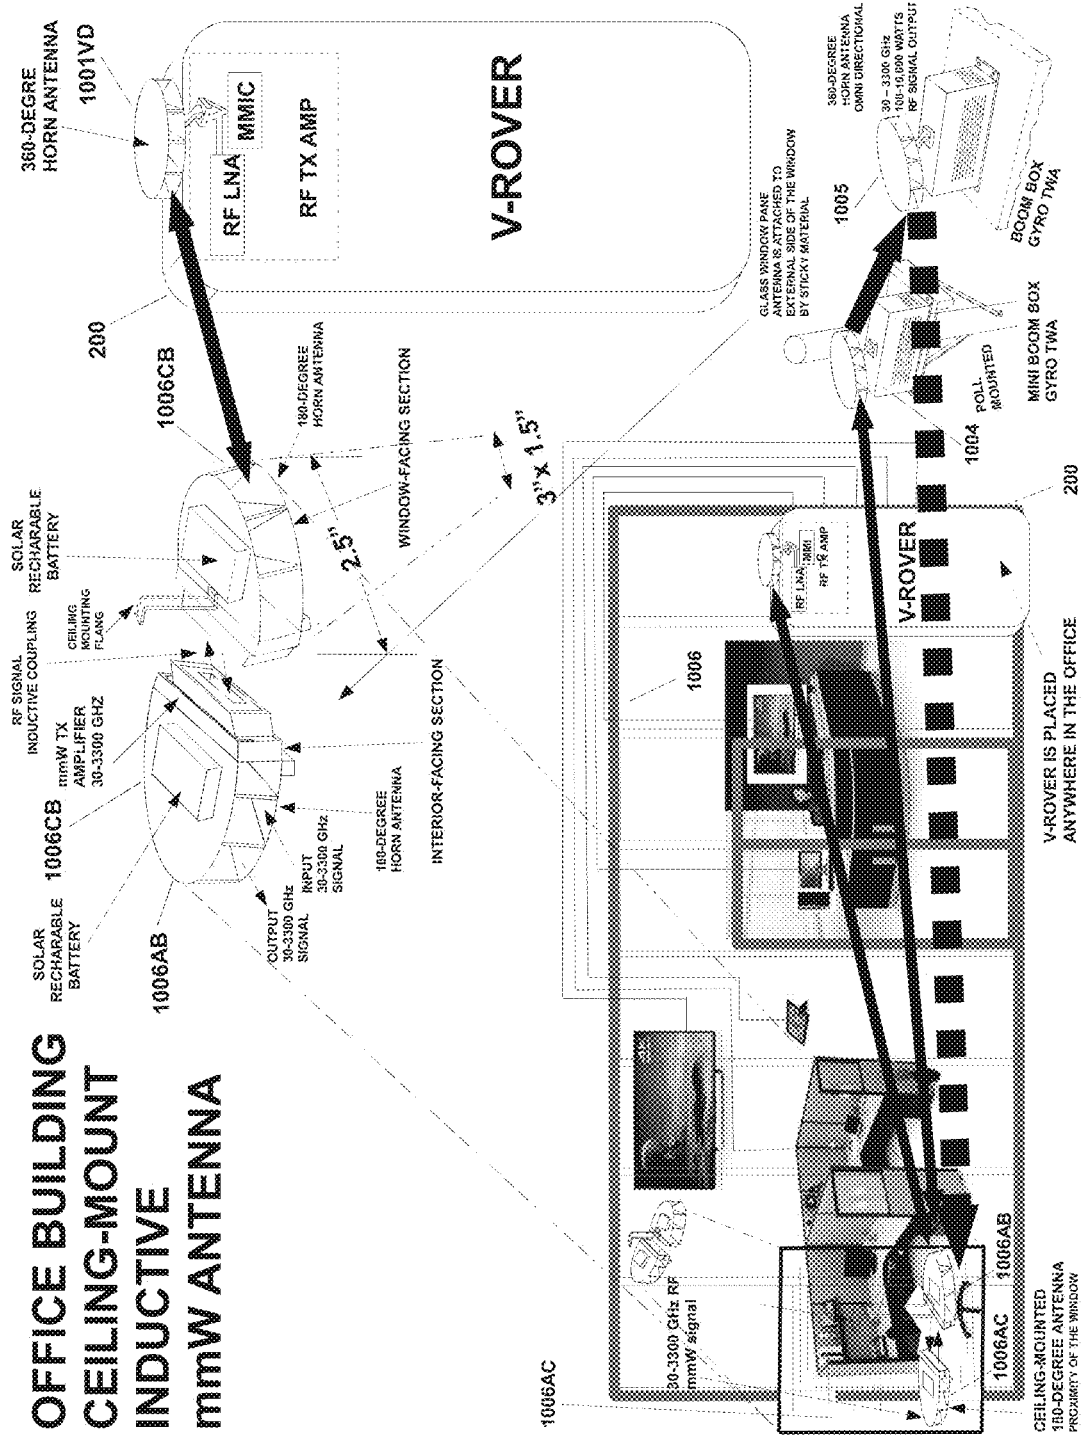 OFFICE BUILDING
CEILING-MOUNT
INDUCTIVE
mmW ANTENNA
SOLAR
RECHARABLE
BATTERY
1006AB
1006CB
mmW TX
AMPLIFIER
30-3300 GHZ
RF SIGNAL
INDUCTIVE COUPLING
CEILING
MOUNTING
FLANG
SOLAR
RECHARABLE
BATTERY
1006CB
180-DEGREE
HORN ANTENNA
200
360-DEGRE
HORN ANTENNA
1001VD
RF LNA
MMIC
RF TX AMP
V-ROVER
OUTPUT
30-3300 GHz
SIGNAL
INPUT
30-3300 GHz
SIGNAL
180-DEGREE
HORN ANTENNA
INTERIOR-FACING SECTION
2.5"
WINDOW-FACING SECTION
3" x 1.5"
GLASS WINDOW PANE
ANTENNA IS ATTACHED TO
EXTERNAL SIDE OF THE WINDOW
BY STICKY MATERIAL
360-DEGREE
HORN ANTENNA
OMNI DIRECTIONAL
30 – 3300 GHz
100-10,000 WATTS
RF SIGNAL OUTPUT
1005
BOOM BOX
GYRO TWA
1006AC
30-3300 GHz RF
mmW signal
1006
RF LNA
MMI
RF TX AMP
V-ROVER
1004
POLL
MOUNTED
MINI BOOM BOX
GYRO TWA
200
1006AC
1006AB
CEILING-MOUNTED
180-DEGREE ANTENNA
PROXIMITY OF THE WINDOW
V-ROVER IS PLACED
ANYWHERE IN THE OFFICE